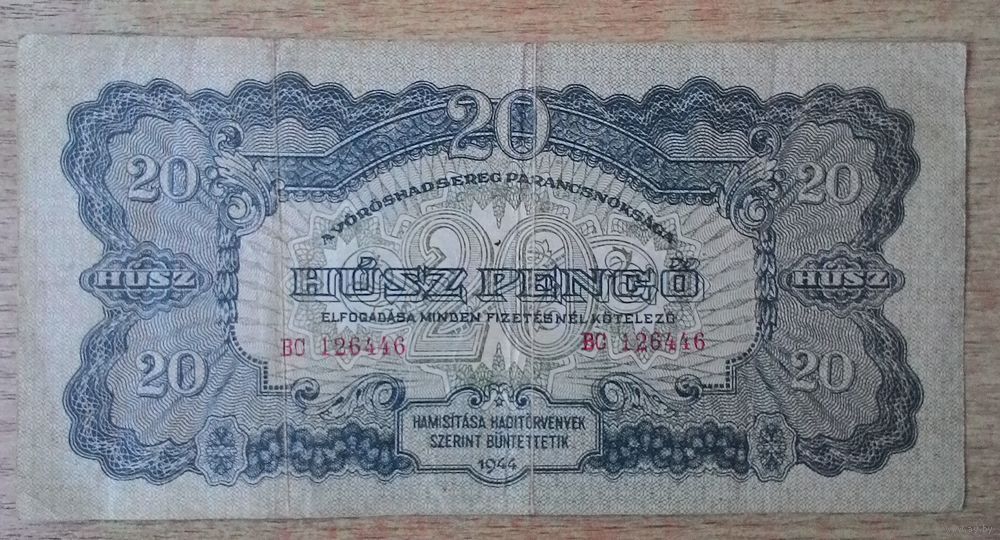 20
A VÖRÖSHADSEREG PARANCSNOKSÁGA
20 20
20
HÚSZ HÚSZ PENGŐ HÚSZ
ELFOGADÁSA MINDEN FIZETÉSNÉL KÖTELEZŐ
BC 126446 BC 126446
20 20
HAMISÍTÁSA HADITÖRVÉNYEK
SZERINT BÜNTETTETIK
1944